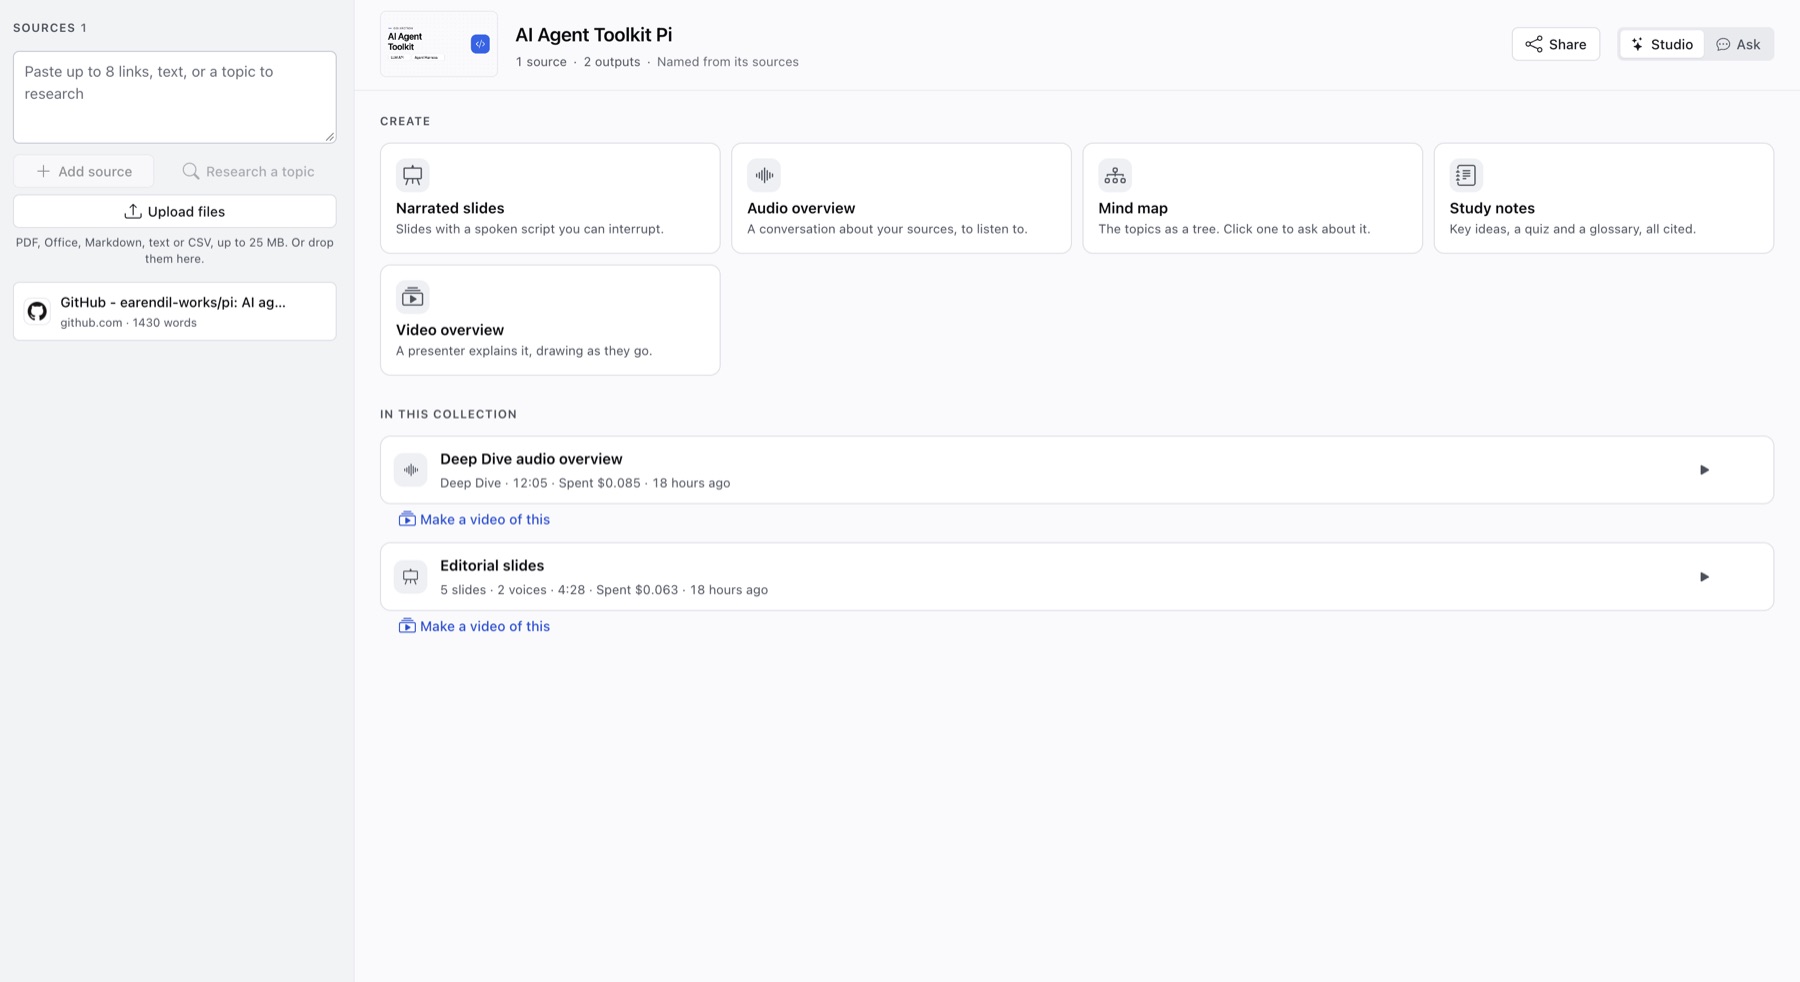 SOURCES 1
Paste up to 8 links, text, or a topic to
research
Add source
Research a topic
Upload files
PDF, Office, Markdown, text or CSV, up to 25 MB. Or drop
them here.
GitHub - earendil-works/pi: AI ag...
github.com · 1430 words
AI Agent
Toolkit
AI Agent Toolkit Pi
1 source · 2 outputs · Named from its sources
Share
Studio
Ask
CREATE
Narrated slides
Slides with a spoken script you can interrupt.
Audio overview
A conversation about your sources, to listen to.
Mind map
The topics as a tree. Click one to ask about it.
Study notes
Key ideas, a quiz and a glossary, all cited.
Video overview
A presenter explains it, drawing as they go.
IN THIS COLLECTION
Deep Dive audio overview
Deep Dive · 12:05 · Spent $0.085 · 18 hours ago
Make a video of this
Editorial slides
5 slides · 2 voices · 4:28 · Spent $0.063 · 18 hours ago
Make a video of this